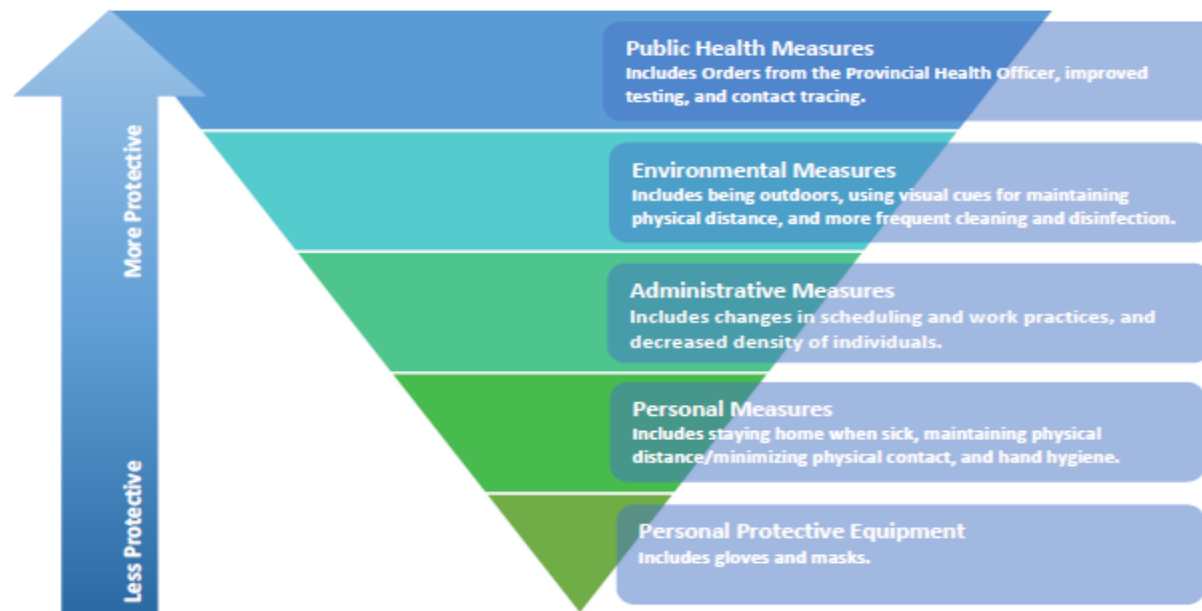 More Protective
Less Protective
Public Health Measures
Includes Orders from the Provincial Health Officer, improved
testing, and contact tracing.
Environmental Measures
Includes being outdoors, using visual cues for maintaining
physical distance, and more frequent cleaning and disinfection.
Administrative Measures
Includes changes in scheduling and work practices, and
decreased density of individuals.
Personal Measures
Includes staying home when sick, maintaining physical
distance/minimizing physical contact, and hand hygiene.
Personal Protective Equipment
Includes gloves and masks.